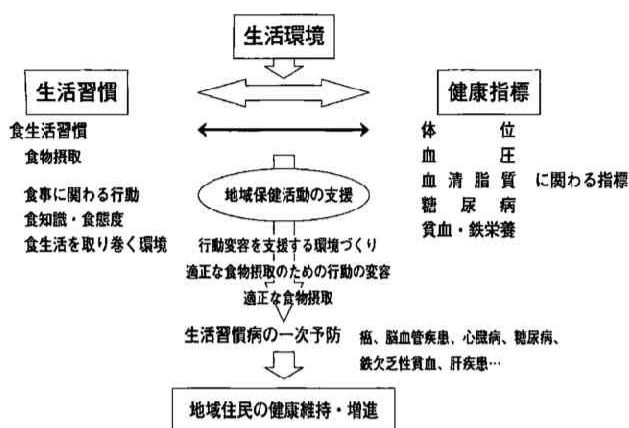 生活環境
生活習慣
健康指標
食生活習慣
食物摂取
食事に関わる行動
食知識・食態度
食生活を取り巻く環境
体位
血圧
血清脂質 に関わる指標
糖尿病
貧血・鉄栄養
地域保健活動の支援
行動変容を支援する環境づくり
適正な食物摂取のための行動の変容
適正な食物摂取
生活習慣病の一次予防
癌、脳血管疾患、心臓病、糖尿病、
鉄欠乏性貧血、肝疾患…
地域住民の健康維持・増進